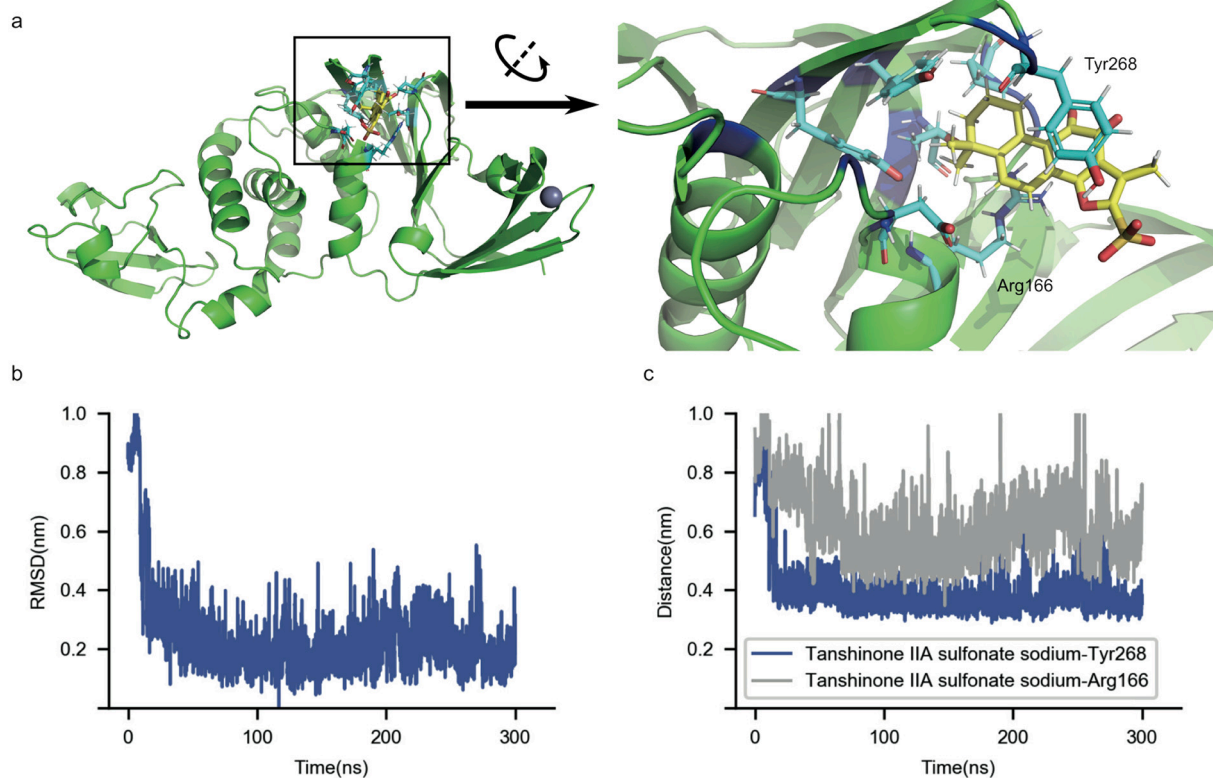 a
Tyr268
Arg166
b
1.0
0.8
0.6
0.4
0.2
RMSD(nm)
0
100
200
300
Time(ns)
c
1.0
0.8
0.6
0.4
0.2
Distance(nm)
Tanshinone IIA sulfonate sodium-Tyr268
Tanshinone IIA sulfonate sodium-Arg166
0
100
200
300
Time(ns)